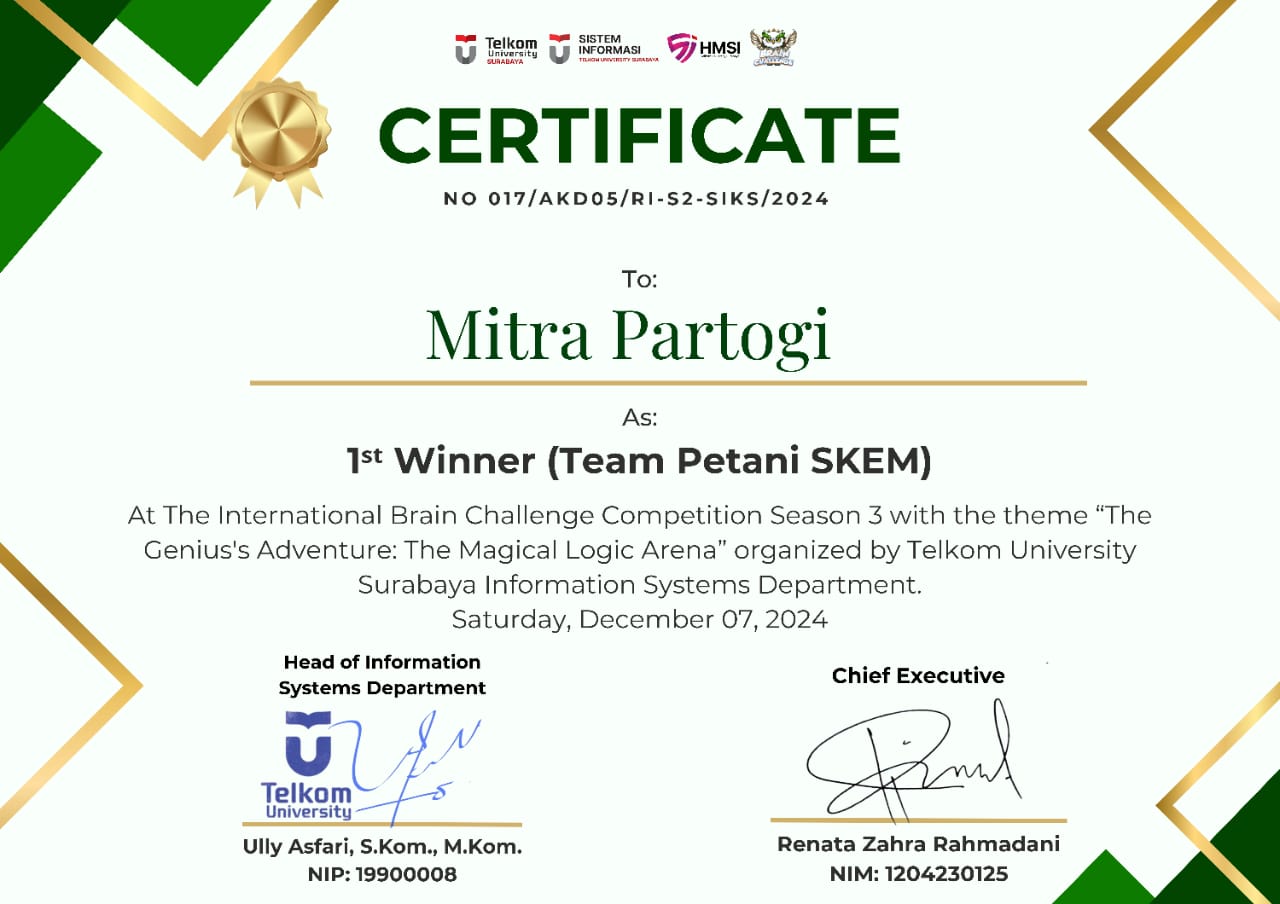 Telkom University SURABAYA
SISTEM INFORMASI TELKOM UNIVERSITY SURABAYA
HMSI
BRAIN CHALLENGE
CERTIFICATE
NO 017/AKD05/RI-S2-SIKS/2024
To:
Mitra Partogi
As:
1st Winner (Team Petani SKEM)
At The International Brain Challenge Competition Season 3 with the theme “The
Genius's Adventure: The Magical Logic Arena” organized by Telkom University
Surabaya Information Systems Department.
Saturday, December 07, 2024
Head of Information
Systems Department
Telkom
University
Ully Asfari, S.Kom., M.Kom.
NIP: 19900008
Chief Executive
Renata Zahra Rahmadani
NIM: 1204230125